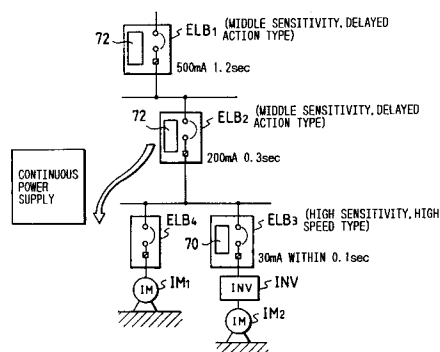 ELB1 (MIDDLE SENSITIVITY, DELAYED
ACTION TYPE)
72
500mA 1.2sec
ELB2 (MIDDLE SENSITIVITY, DELAYED
ACTION TYPE)
72
200mA 0.3sec
CONTINUOUS
POWER
SUPPLY
ELB4
ELB3 (HIGH SENSITIVITY, HIGH
SPEED TYPE)
70
30mA WITHIN 0.1sec
IM IM1
INV INV
IM IM2